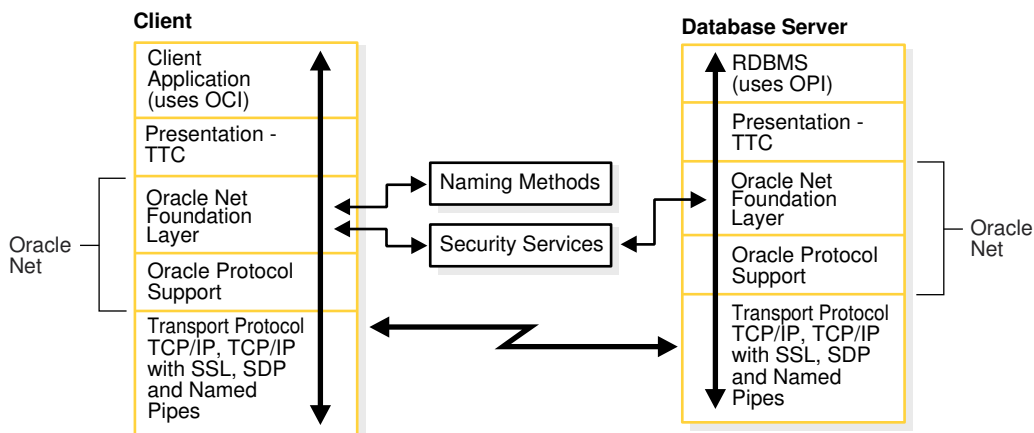 Client
Client
Application
(uses OCI)
Presentation -
TTC
Oracle Net
Foundation
Layer
Oracle Protocol
Support
Transport Protocol
TCP/IP, TCP/IP
with SSL, SDP
and Named
Pipes
Oracle
Net
Naming Methods
Security Services
Database Server
RDBMS
(uses OPI)
Presentation -
TTC
Oracle Net
Foundation
Layer
Oracle Protocol
Support
Transport Protocol
TCP/IP, TCP/IP
with SSL, SDP
and Named
Pipes
Oracle
Net